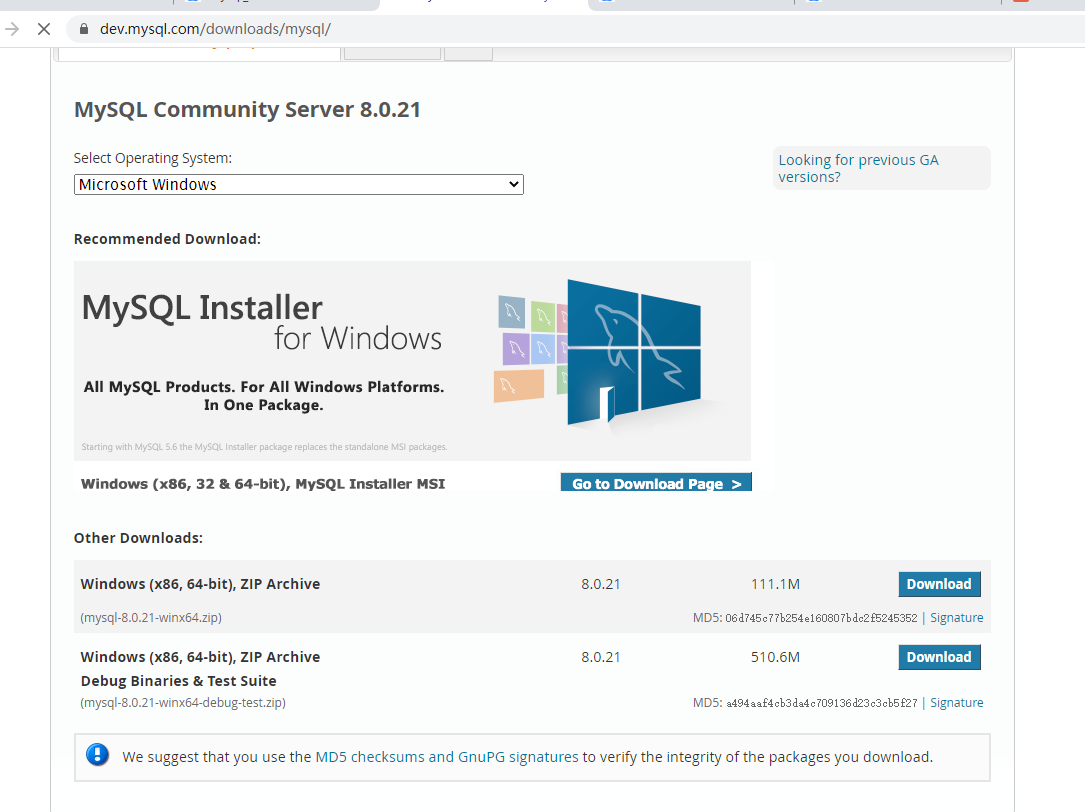 dev.mysql.com/downloads/mysql/
MySQL Community Server 8.0.21
Select Operating System:
Looking for previous GA
versions?
Microsoft Windows
Recommended Download:
MySQL Installer
for Windows
All MySQL Products. For All Windows Platforms.
In One Package.
Starting with MySQL 5.6 the MySQL Installer package replaces the standalone MSI packages.
Windows (x86, 32 & 64-bit), MySQL Installer MSI
Go to Download Page >
Other Downloads:
Windows (x86, 64-bit), ZIP Archive 8.0.21 111.1M Download
(mysql-8.0.21-winx64.zip) MD5: 06d745c77b254e160807bdc2f5245352 | Signature
Windows (x86, 64-bit), ZIP Archive 8.0.21 510.6M Download
Debug Binaries & Test Suite
(mysql-8.0.21-winx64-debug-test.zip) MD5: a494aaf4cb3da4c709136d23c3cb5f27 | Signature
We suggest that you use the MD5 checksums and GnuPG signatures to verify the integrity of the packages you download.